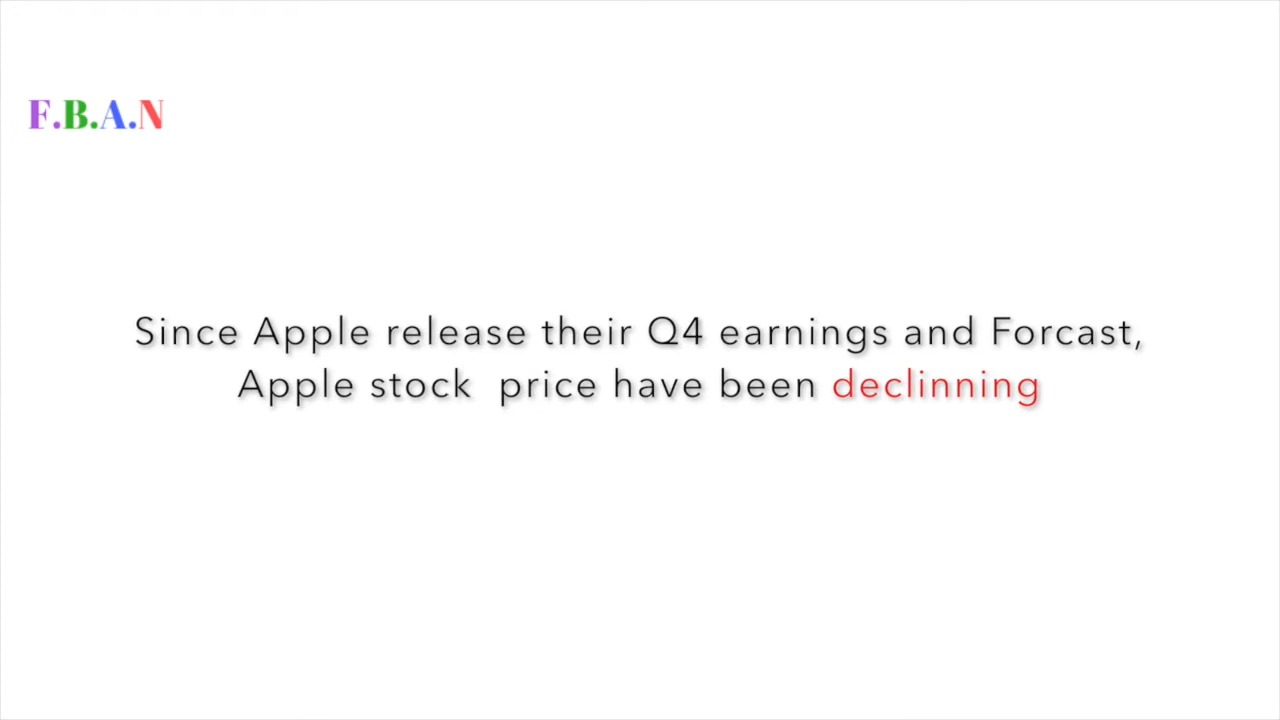 F.B.A.N
Since Apple release their Q4 earnings and Forcast,
Apple stock  price have been declinning